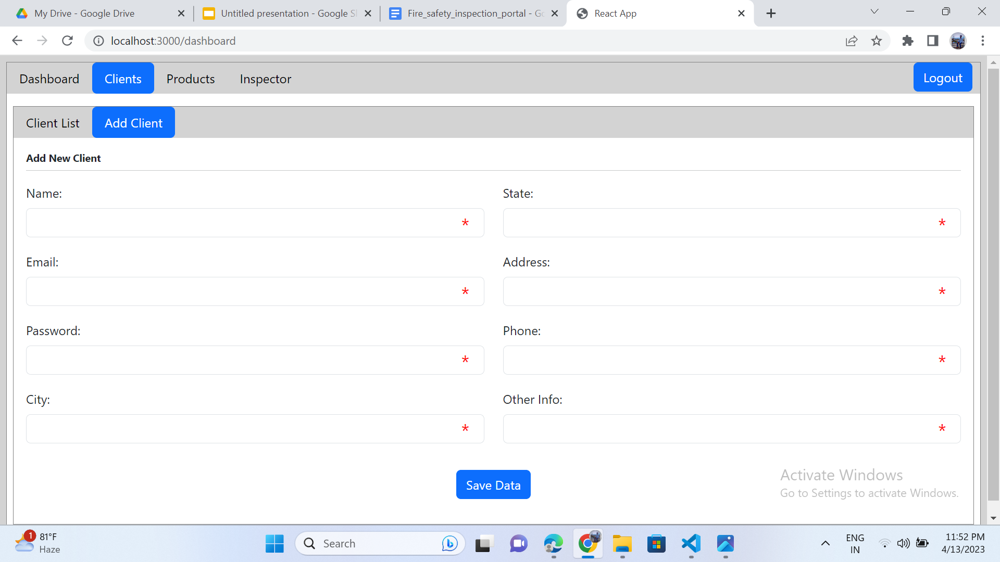 My Drive - Google Drive
Untitled presentation - Google Sl
Fire_safety_inspection_portal - Go
React App
localhost:3000/dashboard
Dashboard
Clients
Products
Inspector
Logout
Client List
Add Client
Add New Client
Name:
State:
*
*
Email:
Address:
*
*
Password:
Phone:
*
*
City:
Other Info:
*
*
Save Data
Activate Windows
Go to Settings to activate Windows.
1
81°F
Haze
Search
ENG
IN
11:52 PM
4/13/2023